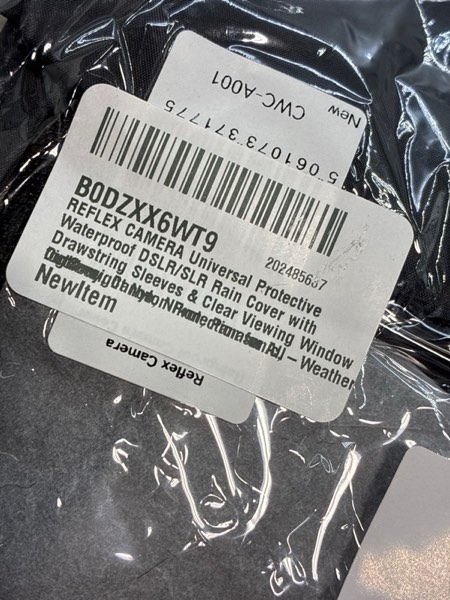 New
CWC-A001
5 061073 371775
B0DZXX6WT9
REFLEX CAMERA Universal Protective
Waterproof DSLR/SLR Rain Cover with
Drawstring Sleeves & Clear Viewing Window
– Weather
NewItem
Reflex Camera